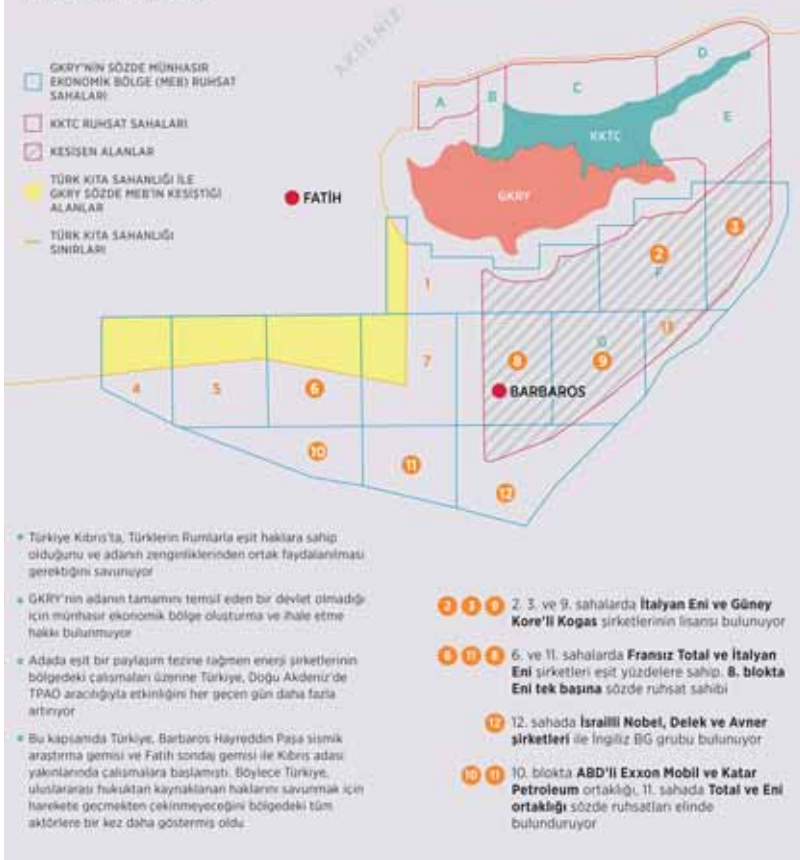 AKDENİZ
GKRY'NİN SÖZDE MÜNHASIR
EKONOMİK BÖLGE (MEB) RUHSAT
SAHALARI
KKTC RUHSAT SAHALARI
KESİŞEN ALANLAR
TÜRK KITA SAHANLIĞI İLE
GKRY SÖZDE MEB'İN KESİŞTİĞİ
ALANLAR
TÜRK KITA SAHANLIĞI
SINIRLARI
FATİH
A
B
C
D
E
KKTC
GKRY
1
2
F
3
4
5
6
7
8
G
9
13
BARBAROS
10
11
12
Türkiye Kıbrıs'ta, Türklerin Rumlarla eşit haklara sahip
olduğunu ve adanın zenginliklerinden ortak faydalanılması
gerektiğini savunuyor
GKRY'nin adanın tamamını temsil eden bir devlet olmadığı
için münhasır ekonomik bölge oluşturma ve ihale etme
hakkı bulunmuyor
Adada eşit bir paylaşım tezine rağmen enerji şirketlerinin
bölgedeki çalışmaları üzerine Türkiye, Doğu Akdeniz'de
TPAO aracılığıyla etkinliğini her geçen gün daha fazla
artırıyor
Bu kapsamda Türkiye, Barbaros Hayreddin Paşa sismik
araştırma gemisi ve Fatih sondaj gemisi ile Kıbrıs adası
yakınlarında çalışmalara başlamıştı. Böylece Türkiye,
uluslararası hukuktan kaynaklanan haklarını savunmak için
harekete geçmekten çekinmeyeceğini bölgedeki tüm
aktörlere bir kez daha göstermiş oldu
2 3 9 2. 3. ve 9. sahalarda İtalyan Eni ve Güney
Kore'li Kogas şirketlerinin lisansı bulunuyor
6 11 8 6. ve 11. sahalarda Fransız Total ve İtalyan
Eni şirketleri eşit yüzdelere sahip. 8. blokta
Eni tek başına sözde ruhsat sahibi
12 12. sahada İsrailli Nobel, Delek ve Avner
şirketleri ile İngiliz BG grubu bulunuyor
10 11 10. blokta ABD'li Exxon Mobil ve Katar
Petroleum ortaklığı, 11. sahada Total ve Eni
ortaklığı sözde ruhsatları elinde
bulunduruyor